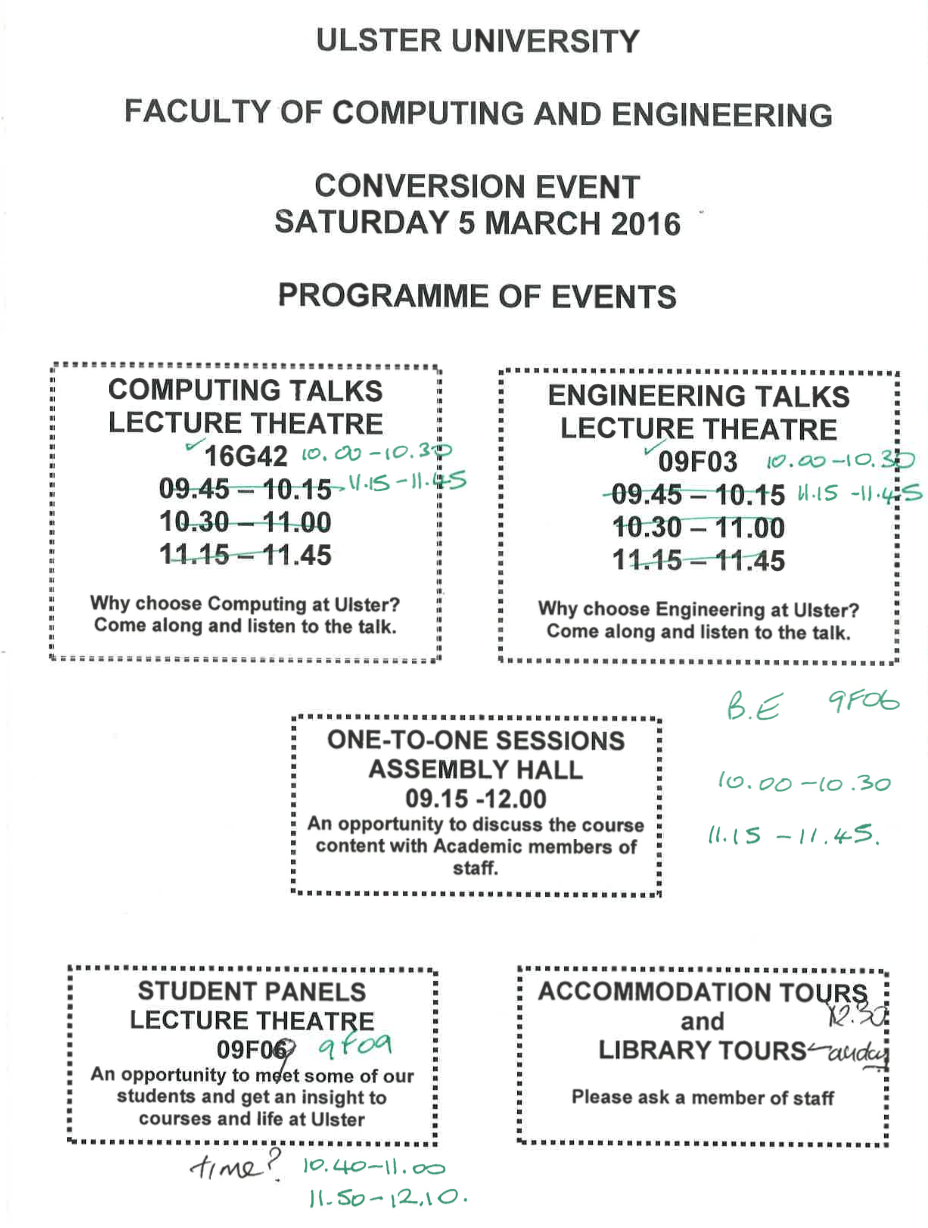 ULSTER UNIVERSITY
FACULTY OF COMPUTING AND ENGINEERING
CONVERSION EVENT
SATURDAY 5 MARCH 2016
PROGRAMME OF EVENTS
COMPUTING TALKS
LECTURE THEATRE
16G42 10.00-10.30
09.45 – 10.15 11.15-11.45
10.30 – 11.00
11.15 – 11.45
Why choose Computing at Ulster?
Come along and listen to the talk.
ENGINEERING TALKS
LECTURE THEATRE
09F03 10.00-10.30
09.45 – 10.15 11.15-11.45
10.30 – 11.00
11.15 – 11.45
Why choose Engineering at Ulster?
Come along and listen to the talk.
B.E 9F06
10.00-10.30
11.15-11.45.
ONE-TO-ONE SESSIONS
ASSEMBLY HALL
09.15 -12.00
An opportunity to discuss the course
content with Academic members of
staff.
STUDENT PANELS
LECTURE THEATRE
09F06 9F09
An opportunity to meet some of our
students and get an insight to
courses and life at Ulster
time? 10.40-11.00
11.50-12.10.
ACCOMMODATION TOURS
and 12.30
LIBRARY TOURS
Please ask a member of staff